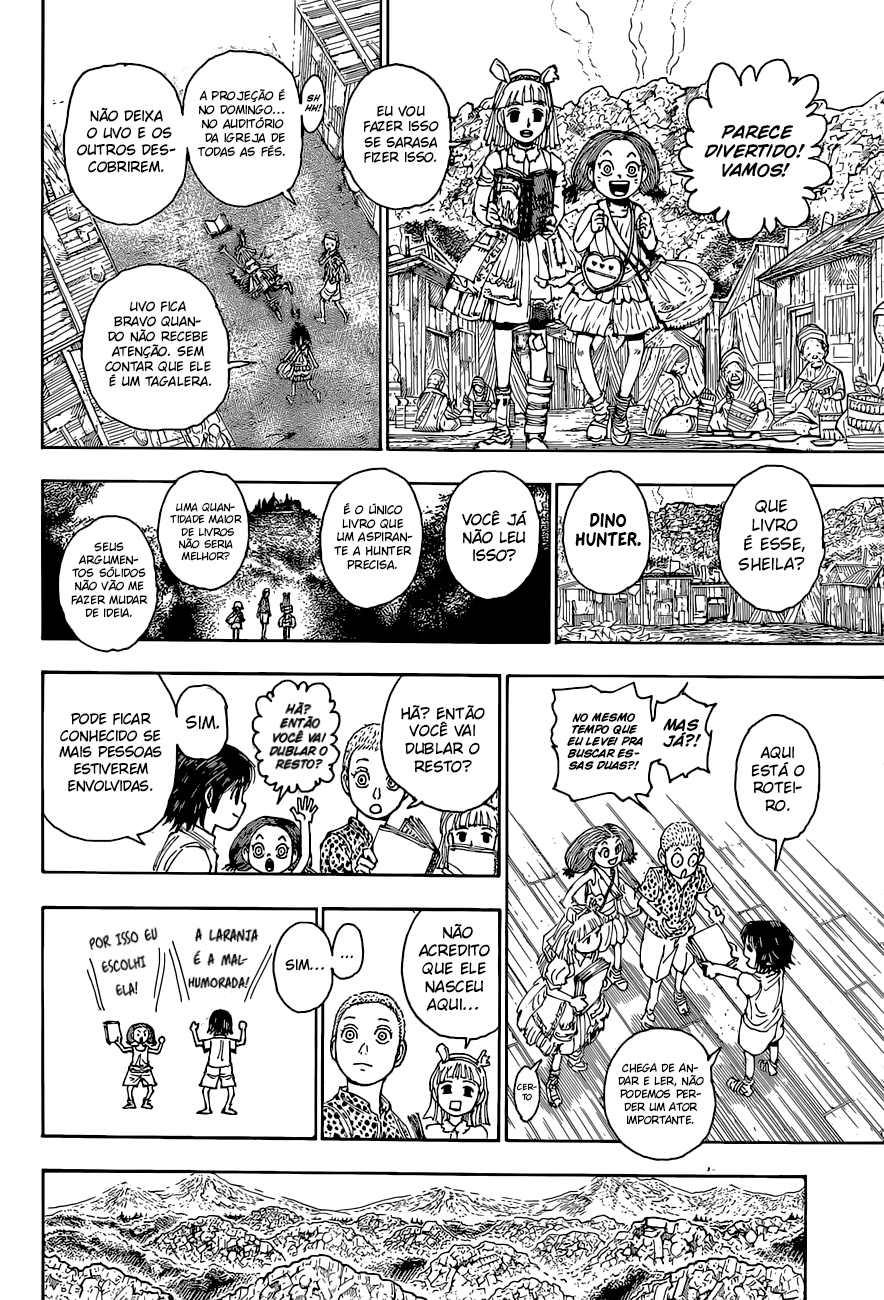 PARECE
DIVERTIDO!
VAMOS!
EU VOU
FAZER ISSO
SE SARASA
FIZER ISSO.
SH
HH!
A PROJEÇÃO É
NO DOMINGO...
NO AUDITÓRIO
DA IGREJA DE
TODAS AS FÉS.
NÃO DEIXA
O LIVO E OS
OUTROS DES-
COBRIREM.
LIVO FICA
BRAVO QUAN-
DO NÃO RECEBE
ATENÇÃO. SEM
CONTAR QUE ELE
É UM TAGALERA.
QUE
LIVRO
É ESSE,
SHEILA?
DINO
HUNTER.
VOCÊ JÁ
NÃO LEU
ISSO?
É O ÚNICO
LIVRO QUE
UM ASPIRAN-
TE A HUNTER
PRECISA.
UMA QUAN-
TIDADE MAIOR
DE LIVROS
NÃO SERIA
MELHOR?
SEUS
ARGUMEN-
TOS SÓLIDOS
NÃO VÃO ME
FAZER MUDAR
DE IDEIA.
AQUI
ESTÁ O
ROTEI-
RO.
MAS
JÁ?!
NO MESMO
TEMPO QUE
EU LEVEI PRA
BUSCAR ES-
SAS DUAS?!
CHEGA DE AN-
DAR E LER, NÃO
PODEMOS PER-
DER UM ATOR
IMPORTANTE.
CER-
TO
HÃ? ENTÃO
VOCÊ VAI
DUBLAR O
RESTO?
HÃ?
ENTÃO
VOCÊ VAI
DUBLAR O
RESTO?
SIM.
PODE FICAR
CONHECIDO SE
MAIS PESSOAS
ESTIVEREM
ENVOLVIDAS.
NÃO
ACREDITO
QUE ELE
NASCEU
AQUI...
...
SIM...
A LARANJA
É A MAL-
HUMORADA!
POR ISSO EU
ESCOLHI
ELA!